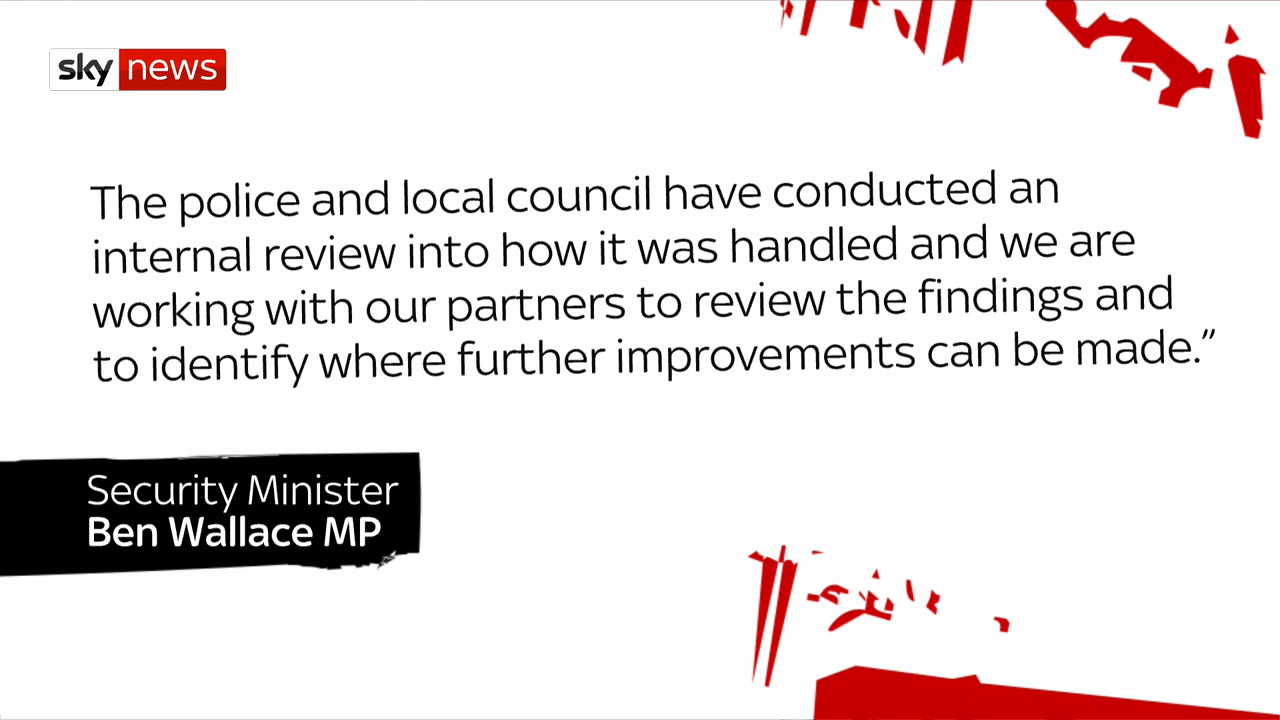 sky news
The police and local council have conducted an
internal review into how it was handled and we are
working with our partners to review the findings and
to identify where further improvements can be made.”
Security Minister
Ben Wallace MP